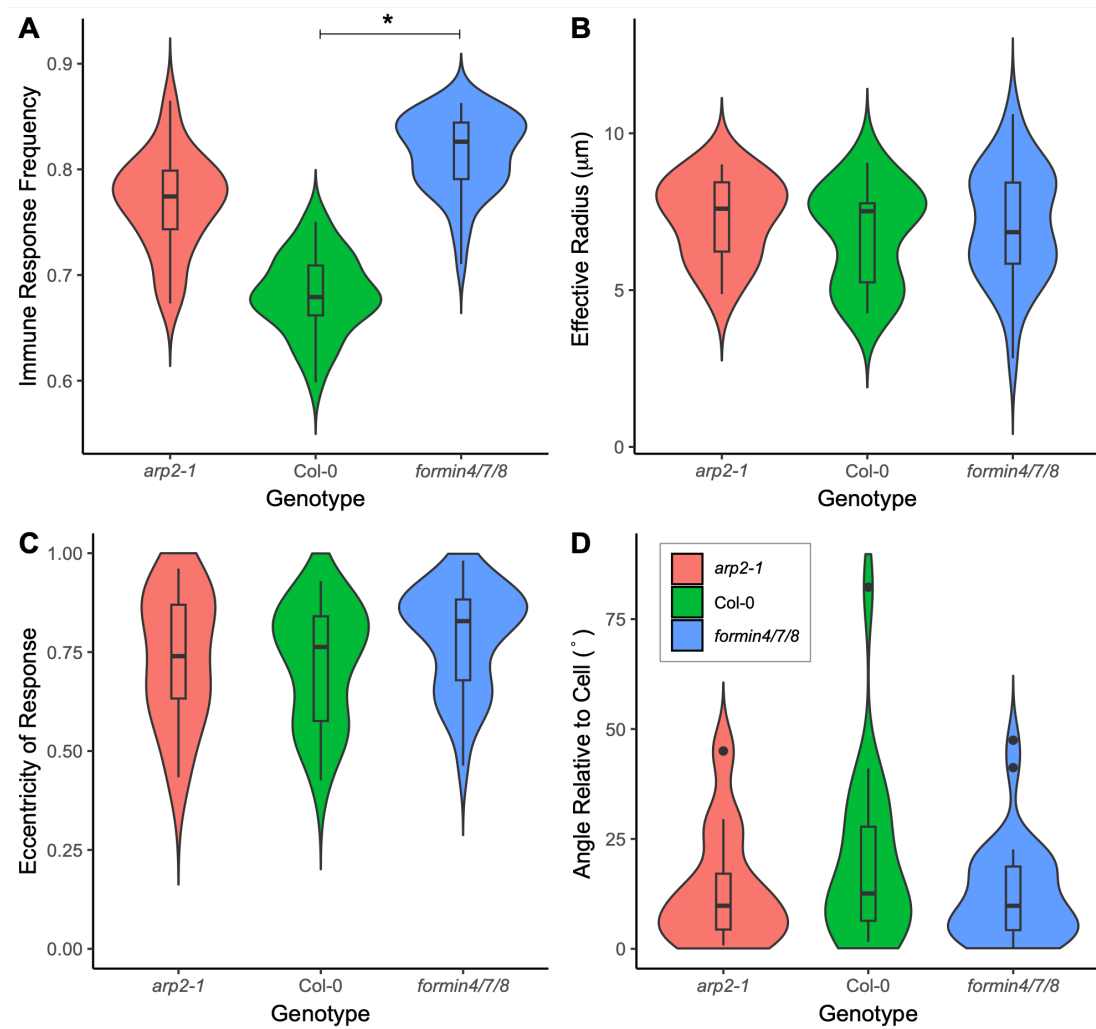 A
*
Immune Response Frequency
0.9
0.8
0.7
0.6
arp2-1
Col-0
formin4/7/8
Genotype
B
Effective Radius (μm)
10
5
0
arp2-1
Col-0
formin4/7/8
Genotype
C
Eccentricity of Response
1.00
0.75
0.50
0.25
0.00
arp2-1
Col-0
formin4/7/8
Genotype
D
Angle Relative to Cell (°)
75
50
25
0
arp2-1
Col-0
formin4/7/8
arp2-1
Col-0
formin4/7/8
Genotype